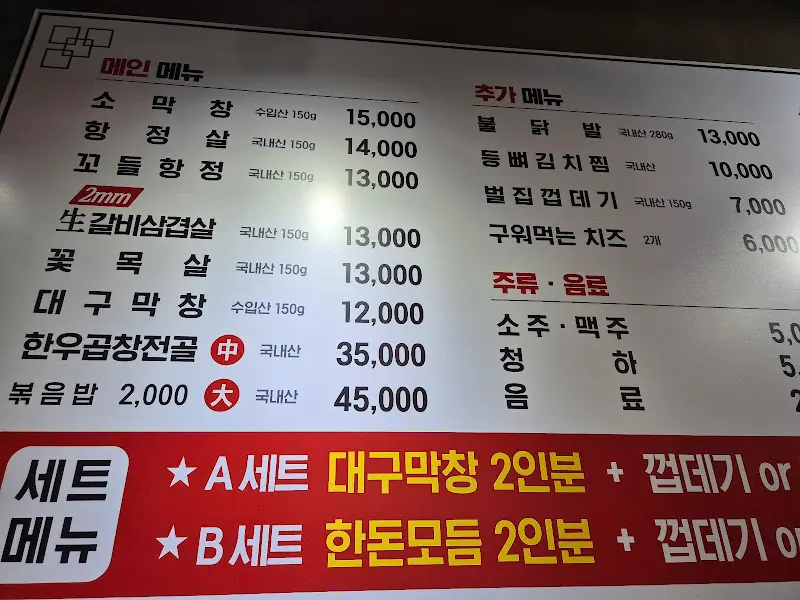 메인 메뉴
소 막 창 수입산 150g 15,000
항 정 살 국내산 150g 14,000
꼬 들 항 정 국내산 150g 13,000
2mm
生갈비삼겹살 국내산 150g 13,000
꽃 목 살 국내산 150g 13,000
대 구 막 창 수입산 150g 12,000
한우곱창전골 中 국내산 35,000
볶음밥 2,000 大 국내산 45,000
추가 메뉴
불 닭 발 국내산 280g 13,000
등뼈김치찜 국내산 10,000
벌집껍데기 국내산 150g 7,000
구워먹는 치즈 2개 6,000
주류 · 음료
소주 · 맥주
청 하
음 료
세트
메뉴
★ A세트 대구막창 2인분 + 껍데기 or
★ B세트 한돈모듬 2인분 + 껍데기 or